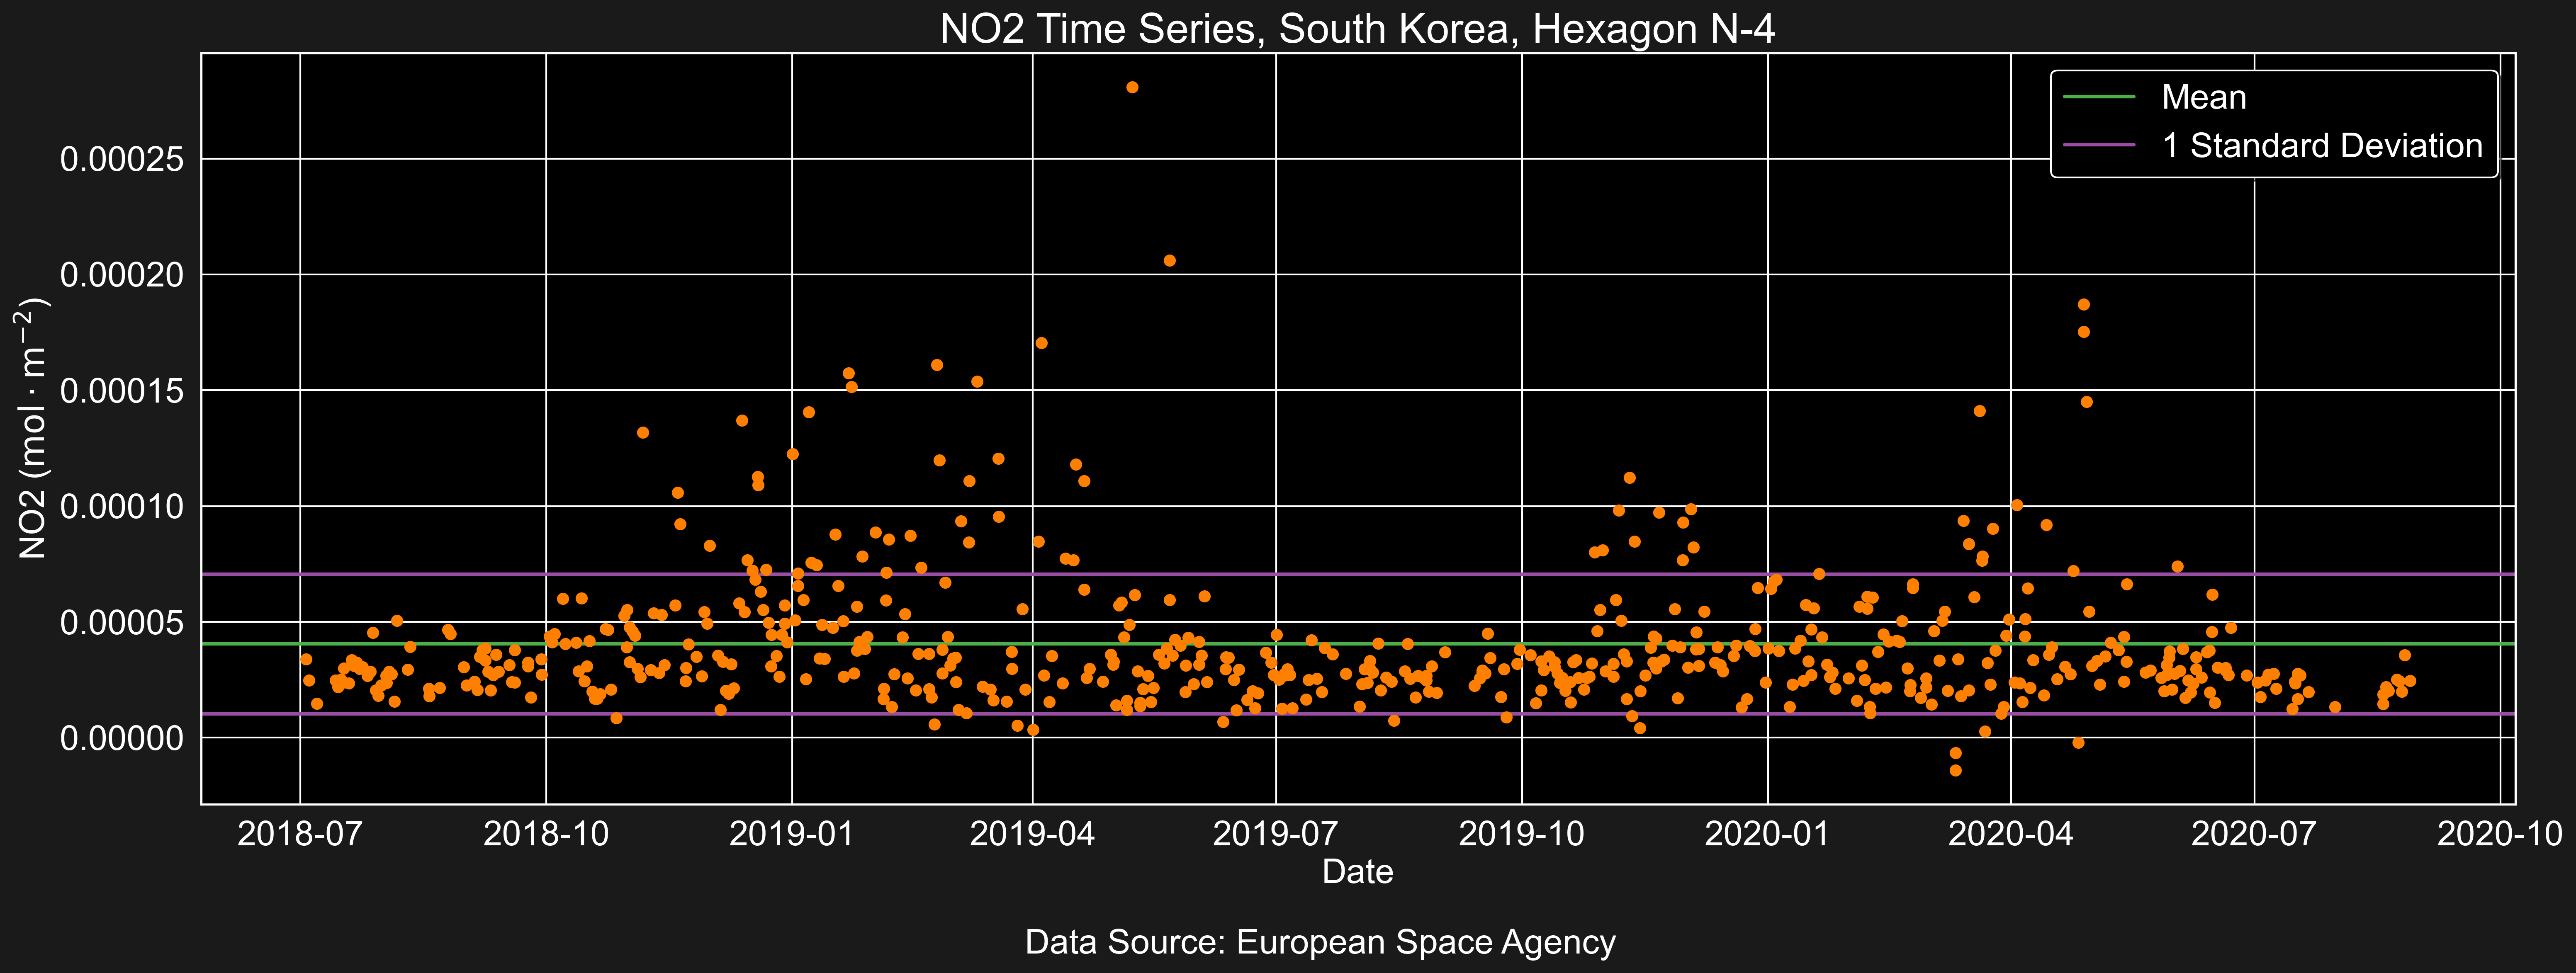 NO2 Time Series, South Korea, Hexagon N-4
Mean
1 Standard Deviation
NO2 (mol · m⁻²)
0.00025
0.00020
0.00015
0.00010
0.00005
0.00000
2018-07 2018-10 2019-01 2019-04 2019-07 2019-10 2020-01 2020-04 2020-07 2020-10
Date
Data Source: European Space Agency